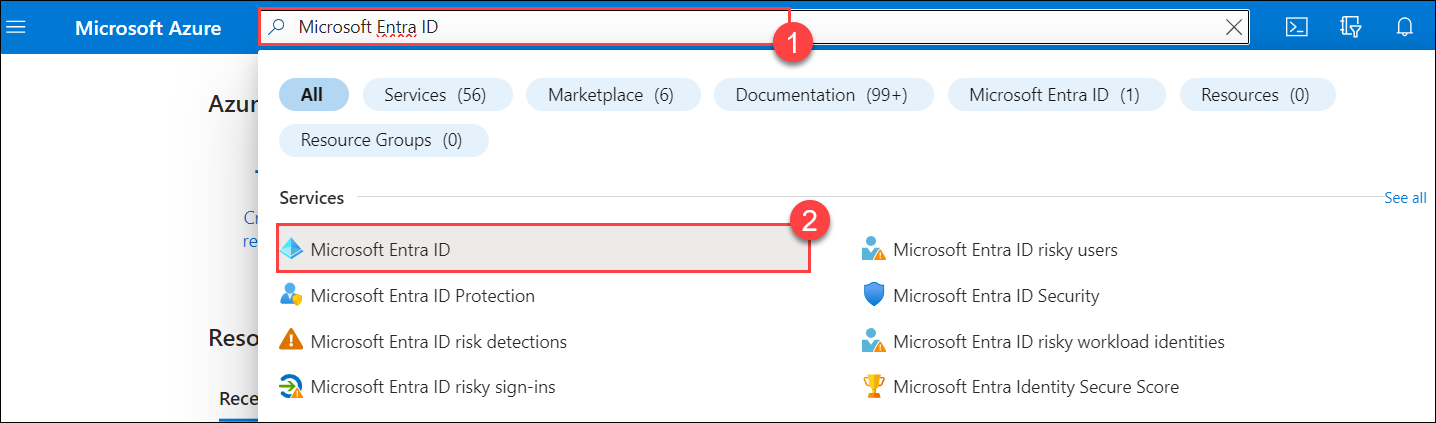 Microsoft Azure
Microsoft Entra ID
1
All Services (56) Marketplace (6) Documentation (99+) Microsoft Entra ID (1) Resources (0)
Resource Groups (0)
Azur
Services
See all
2
Cr
re
Microsoft Entra ID
Microsoft Entra ID risky users
Microsoft Entra ID Protection
Microsoft Entra ID Security
Reso
Microsoft Entra ID risk detections
Microsoft Entra ID risky workload identities
Rece
Microsoft Entra ID risky sign-ins
Microsoft Entra Identity Secure Score